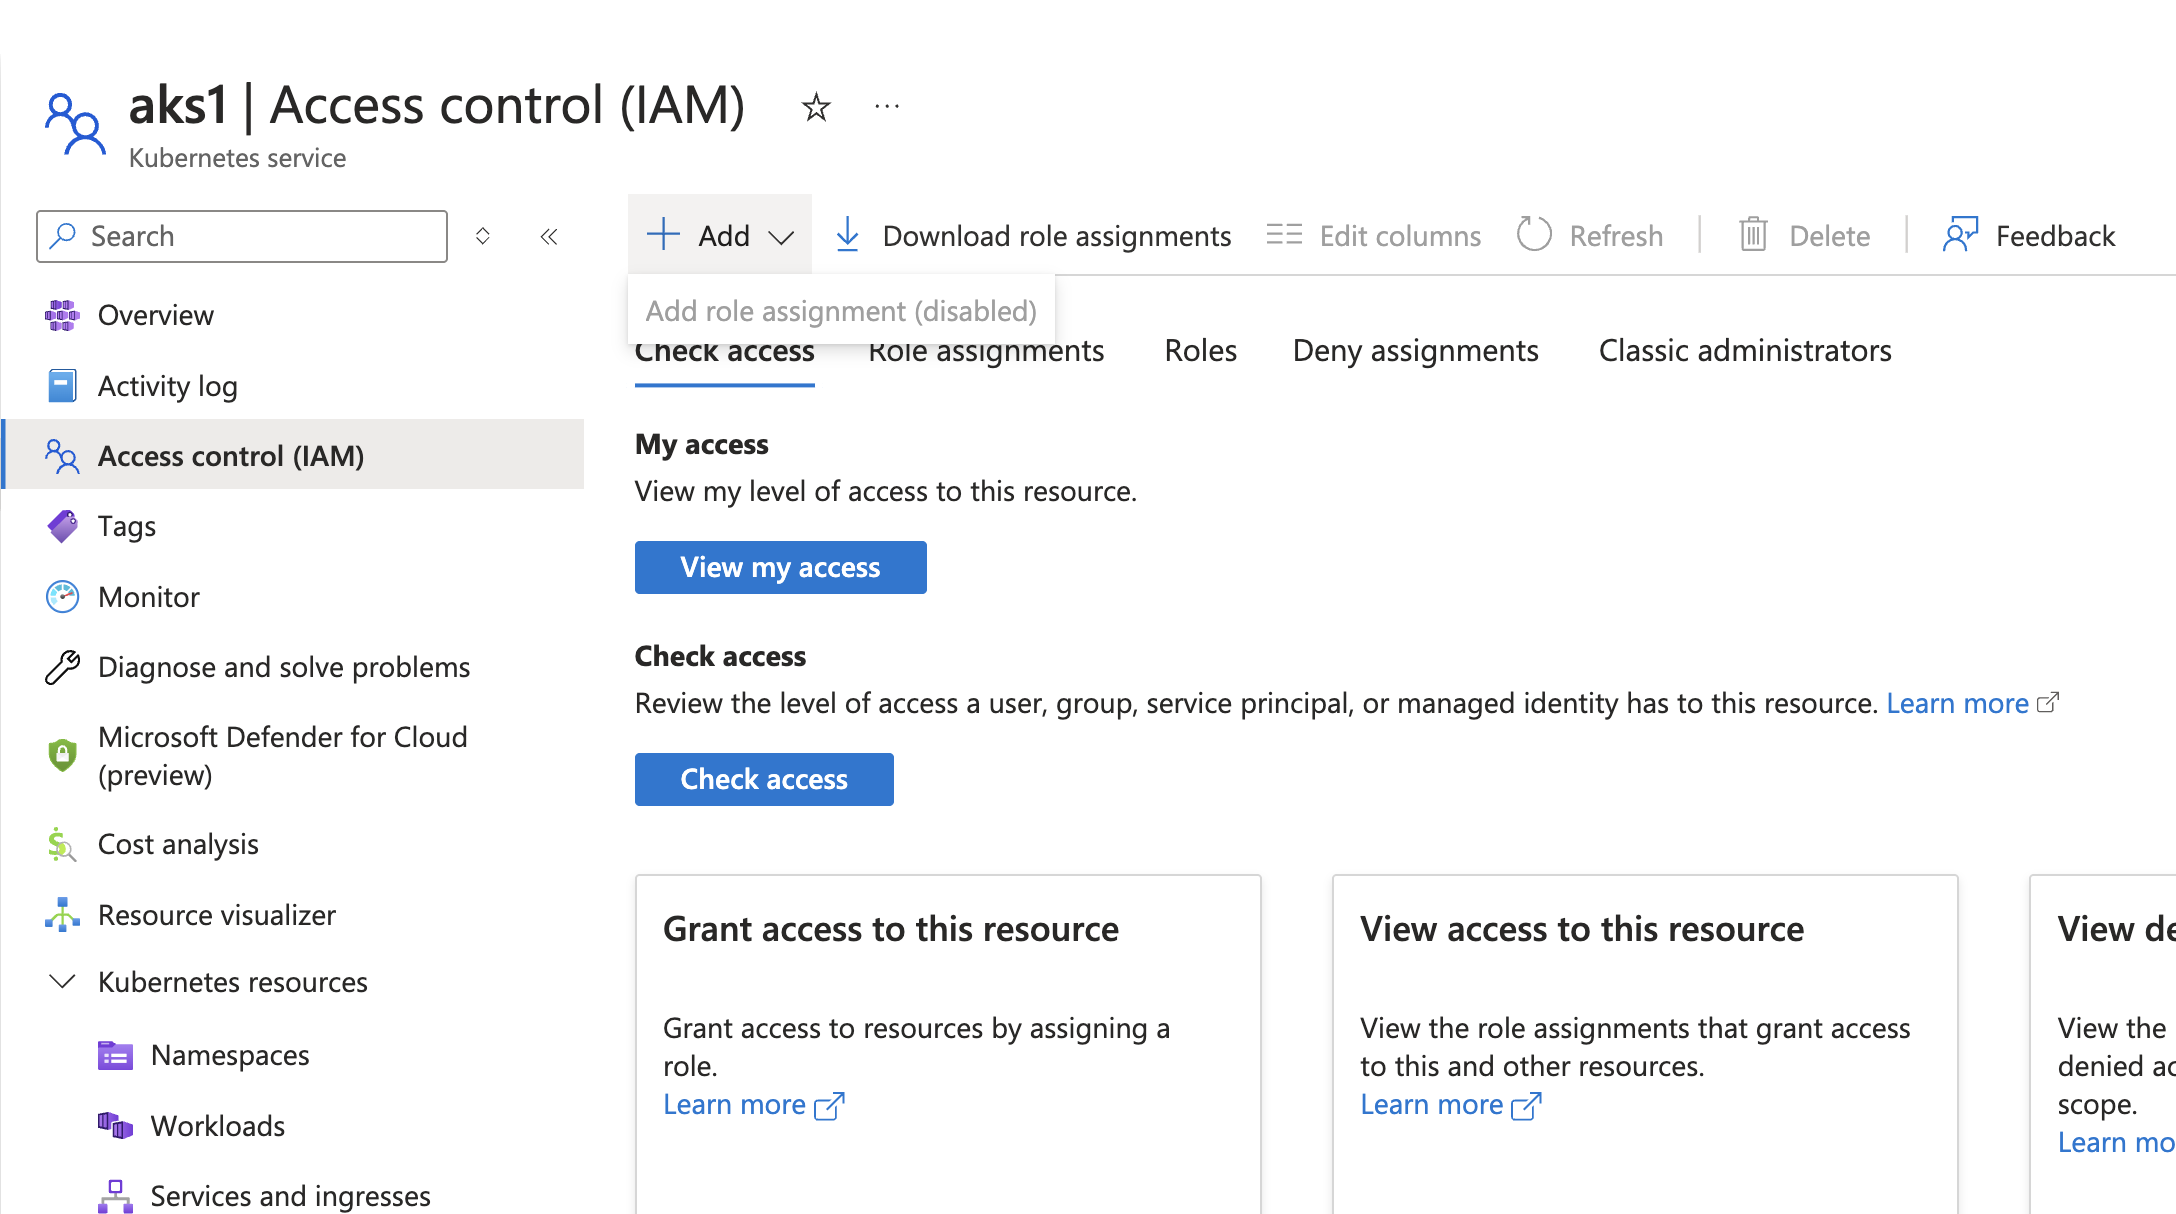 aks1 | Access control (IAM)
Kubernetes service
Search
Overview
Activity log
Access control (IAM)
Tags
Monitor
Diagnose and solve problems
Microsoft Defender for Cloud
(preview)
Cost analysis
Resource visualizer
Kubernetes resources
Namespaces
Workloads
Services and ingresses
Add
Download role assignments
Edit columns
Refresh
Delete
Feedback
Add role assignment (disabled)
Check access
Role assignments
Roles
Deny assignments
Classic administrators
My access
View my level of access to this resource.
View my access
Check access
Review the level of access a user, group, service principal, or managed identity has to this resource. Learn more
Check access
Grant access to this resource
Grant access to resources by assigning a
role.
Learn more
View access to this resource
View the role assignments that grant access
to this and other resources.
Learn more
View
View the
denied
scope.
Learn